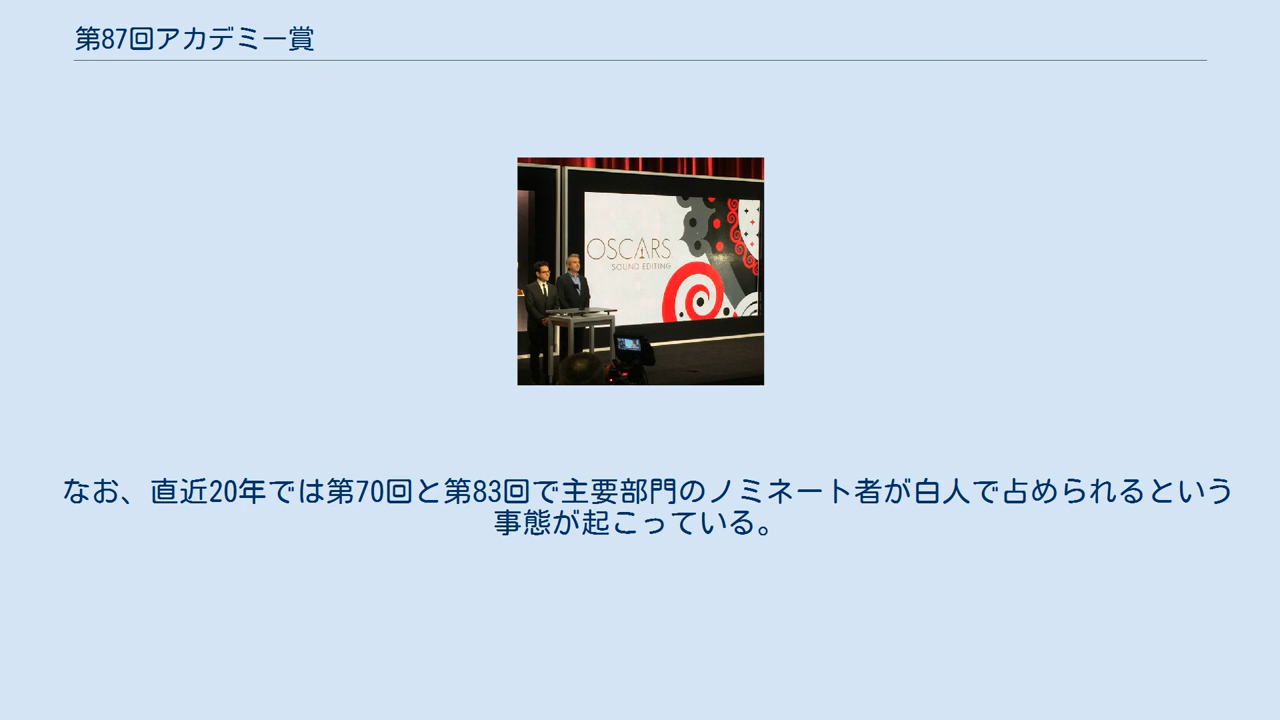 第87回アカデミー賞
OSCARS
SOUND EDITING
なお、直近20年では第70回と第83回で主要部門のノミネート者が白人で占められるという
事態が起こっている。